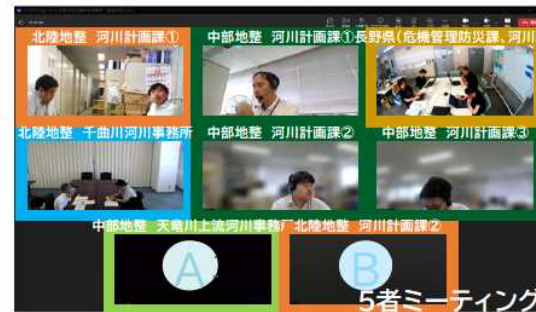 北陸地整 河川計画課①
中部地整 河川計画課①
長野県(危機管理防災課、河川
北陸地整 千曲川河川事務所
中部地整 河川計画課②
中部地整 河川計画課③
中部地整 天竜川上流河川事務所
北陸地整 河川計画課②
A
B
5者ミーティング